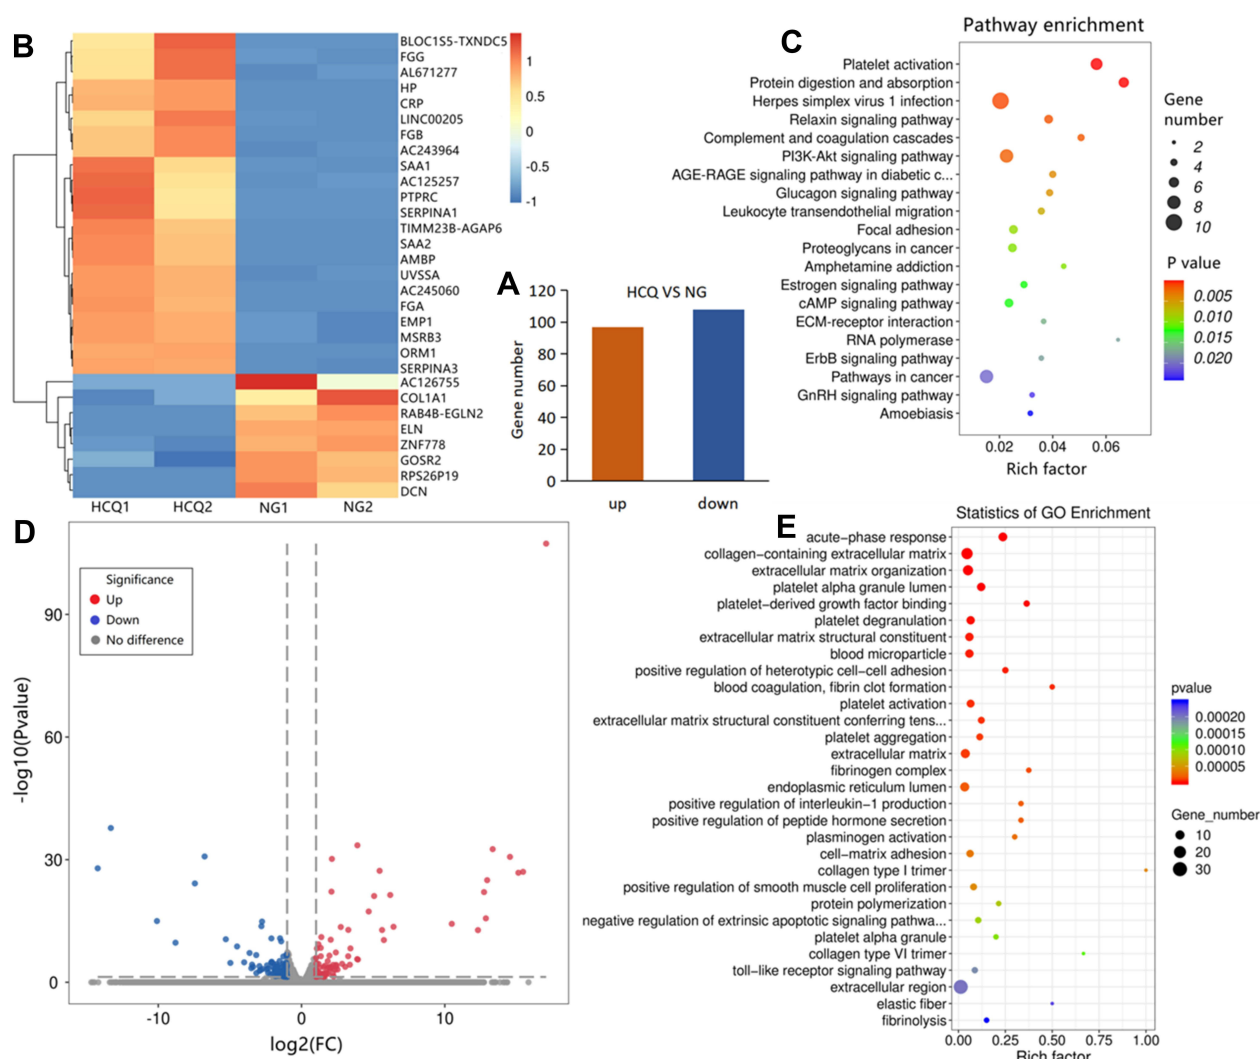 B
BLOC1S5-TXNDC5
FGG
AL671277
HP
CRP
LINC00205
FGB
AC243964
SAA1
AC125257
PTPRC
SERPINA1
TIMM23B-AGAP6
SAA2
AMBP
UVSSA
AC245060
FGA
EMP1
MSRB3
ORM1
SERPINA3
AC126755
COL1A1
RAB4B-EGLN2
ELN
ZNF778
GOSR2
RPS26P19
DCN
HCQ1 HCQ2 NG1 NG2
1
0.5
0
-0.5
-1
A
HCQ VS NG
Gene number
120
100
80
60
40
20
0
up down
C
Pathway enrichment
Platelet activation
Protein digestion and absorption
Herpes simplex virus 1 infection
Relaxin signaling pathway
Complement and coagulation cascades
PI3K-Akt signaling pathway
AGE-RAGE signaling pathway in diabetic c...
Glucagon signaling pathway
Leukocyte transendothelial migration
Focal adhesion
Proteoglycans in cancer
Amphetamine addiction
Estrogen signaling pathway
cAMP signaling pathway
ECM-receptor interaction
RNA polymerase
ErbB signaling pathway
Pathways in cancer
GnRH signaling pathway
Amoebiasis
0.02 0.04 0.06
Rich factor
Gene
number
2
4
6
8
10
P value
0.005
0.010
0.015
0.020
D
Significance
Up
Down
No difference
-log10(Pvalue)
90
60
30
0
-10 0 10
log2(FC)
E
Statistics of GO Enrichment
acute−phase response
collagen−containing extracellular matrix
extracellular matrix organization
platelet alpha granule lumen
platelet−derived growth factor binding
platelet degranulation
extracellular matrix structural constituent
blood microparticle
positive regulation of heterotypic cell−cell adhesion
blood coagulation, fibrin clot formation
platelet activation
extracellular matrix structural constituent conferring tens...
platelet aggregation
extracellular matrix
fibrinogen complex
endoplasmic reticulum lumen
positive regulation of interleukin−1 production
positive regulation of peptide hormone secretion
plasminogen activation
cell−matrix adhesion
collagen type I trimer
positive regulation of smooth muscle cell proliferation
protein polymerization
negative regulation of extrinsic apoptotic signaling pathwa...
platelet alpha granule
collagen type VI trimer
toll−like receptor signaling pathway
extracellular region
elastic fiber
fibrinolysis
0.00 0.25 0.50 0.75 1.00
Rich factor
pvalue
0.00020
0.00015
0.00010
0.00005
Gene_number
10
20
30